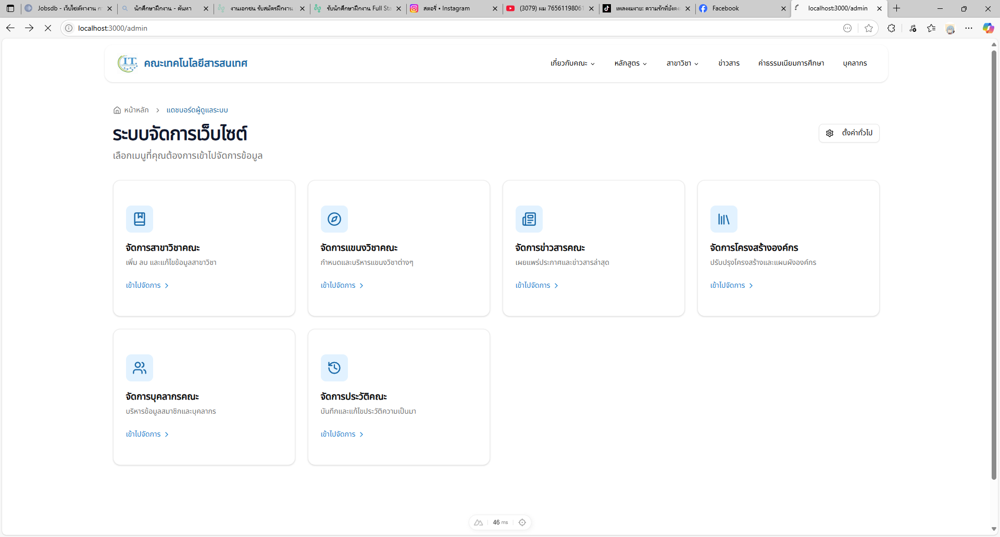 Jobsdb - เว็บไซต์หางาน
นักศึกษาฝึกงาน - ค้นหา
งานเอกชน รับสมัครฝึกงาน
รับนักศึกษาฝึกงาน Full Sta
สตอรี่ • Instagram
(3079) ผม 76561198061
เพลงงมงาย: ความรักที่ยังคง
Facebook
localhost:3000/admin
localhost:3000/admin
IT
คณะเทคโนโลยีสารสนเทศ
เกี่ยวกับคณะ
หลักสูตร
สาขาวิชา
ข่าวสาร
ค่าธรรมเนียมการศึกษา
บุคลากร
หน้าหลัก > แดชบอร์ดผู้ดูแลระบบ
ระบบจัดการเว็บไซต์
ตั้งค่าทั่วไป
เลือกเมนูที่คุณต้องการเข้าไปจัดการข้อมูล
จัดการสาขาวิชาคณะ
เพิ่ม ลบ และแก้ไขข้อมูลสาขาวิชา
เข้าไปจัดการ >
จัดการแขนงวิชาคณะ
กำหนดและบริหารแขนงวิชาต่างๆ
เข้าไปจัดการ >
จัดการข่าวสารคณะ
เผยแพร่ประกาศและข่าวสารล่าสุด
เข้าไปจัดการ >
จัดการโครงสร้างองค์กร
ปรับปรุงโครงสร้างและแผนผังองค์กร
เข้าไปจัดการ >
จัดการบุคลากรคณะ
บริหารข้อมูลสมาชิกและบุคลากร
เข้าไปจัดการ >
จัดการประวัติคณะ
บันทึกและแก้ไขประวัติความเป็นมา
เข้าไปจัดการ >
46 ms